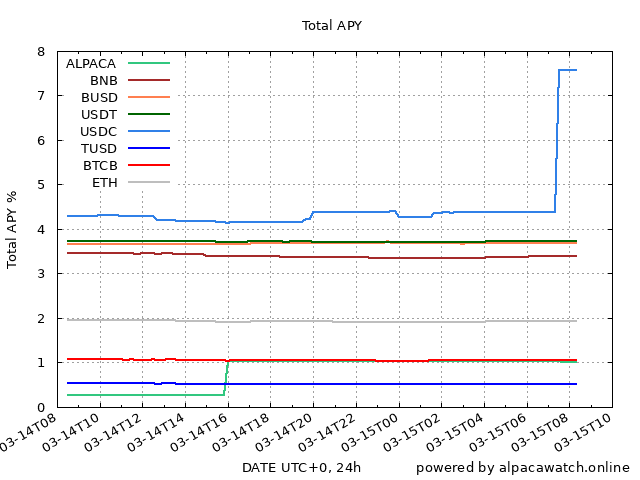 Total APY
Total APY %
8
7
6
5
4
3
2
1
0
ALPACA
BNB
BUSD
USDT
USDC
TUSD
BTCB
ETH
03-14T08
03-14T10
03-14T12
03-14T14
03-14T16
03-14T18
03-14T20
03-14T22
03-15T00
03-15T02
03-15T04
03-15T06
03-15T08
03-15T10
DATE UTC+0, 24h
powered by alpacawatch.online